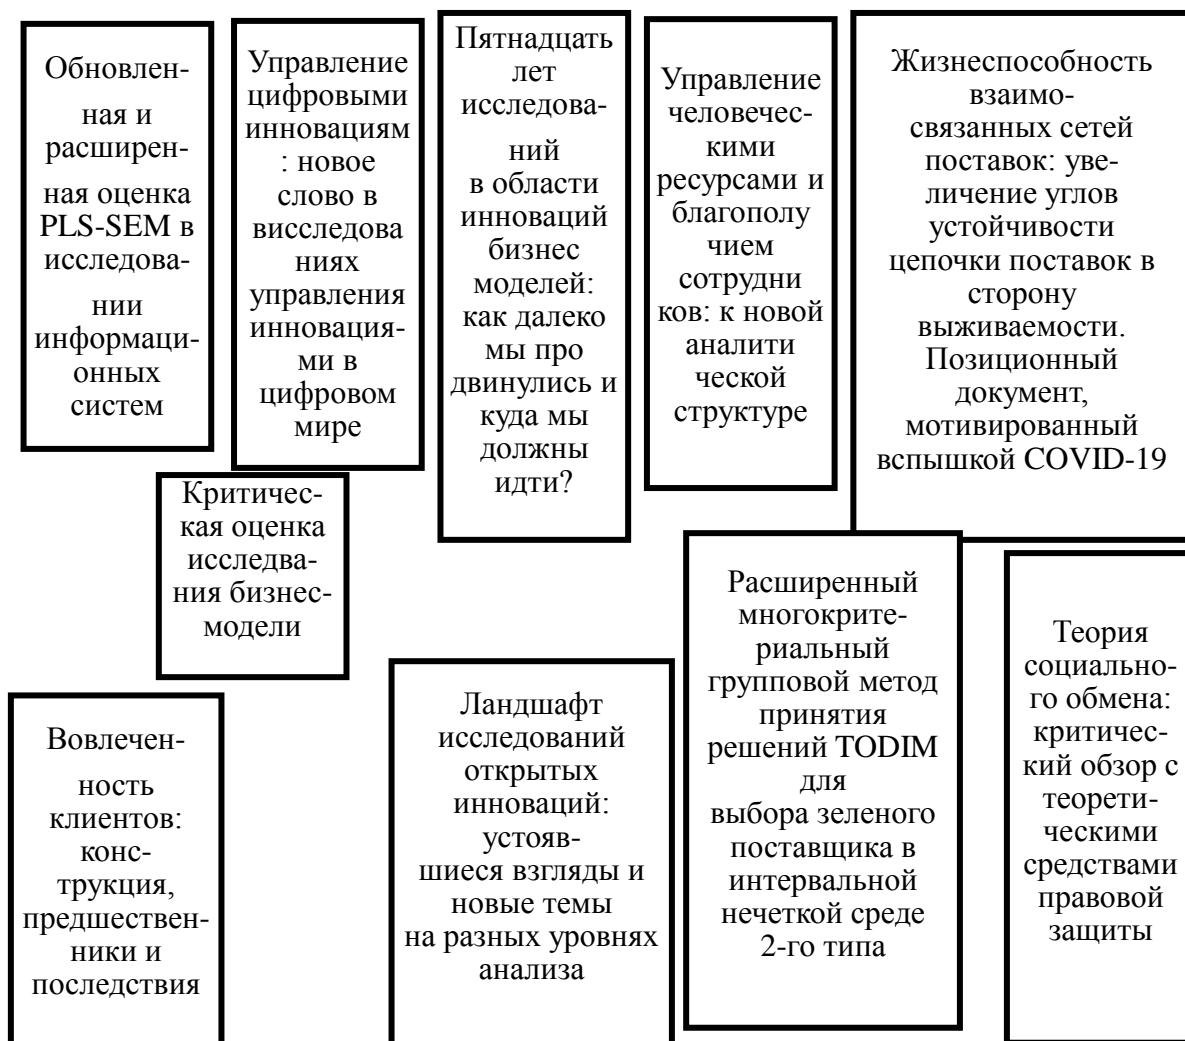 Обновлен-
ная и
расширен-
ная оценка
PLS-SEM в
исследова-
нии
информаци-
онных
систем
Управление
цифровыми
инновациям
: новое
слово в
висследова
ниях
управления
инновация-
ми в
цифровом
мире
Пятнадцать
лет
исследова-
ний
в области
инноваций
бизнес
моделей:
как далеко
мы про
двинулись и
куда мы
должны
идти?
Управление
человечес-
кими
ресурсами и
благополу
чием
сотрудни
ков: к новой
аналити
ческой
структуре
Жизнеспособность
взаимо-
связанных сетей
поставок: уве-
личение углов
устойчивости
цепочки поставок в
сторону
выживаемости.
Позиционный
документ,
мотивированный
вспышкой COVID-19
Критичес-
кая оценка
исследва-
ния бизнес-
модели
Вовлечен-
ность
клиентов:
конс-
трукция,
предшествен-
ники и
последствия
Ландшафт
исследований
открытых
инноваций:
устояв-
шиеся взгляды и
новые темы
на разных уровнях
анализа
Расширенный
многокрите-
риальный
групповой метод
принятия
решений TODIM
для
выбора зеленого
поставщика в
интервальной
нечеткой среде
2-го типа
Теория
социально-
го обмена:
критичес-
кий обзор с
теорети-
ческими
средствами
правовой
защиты